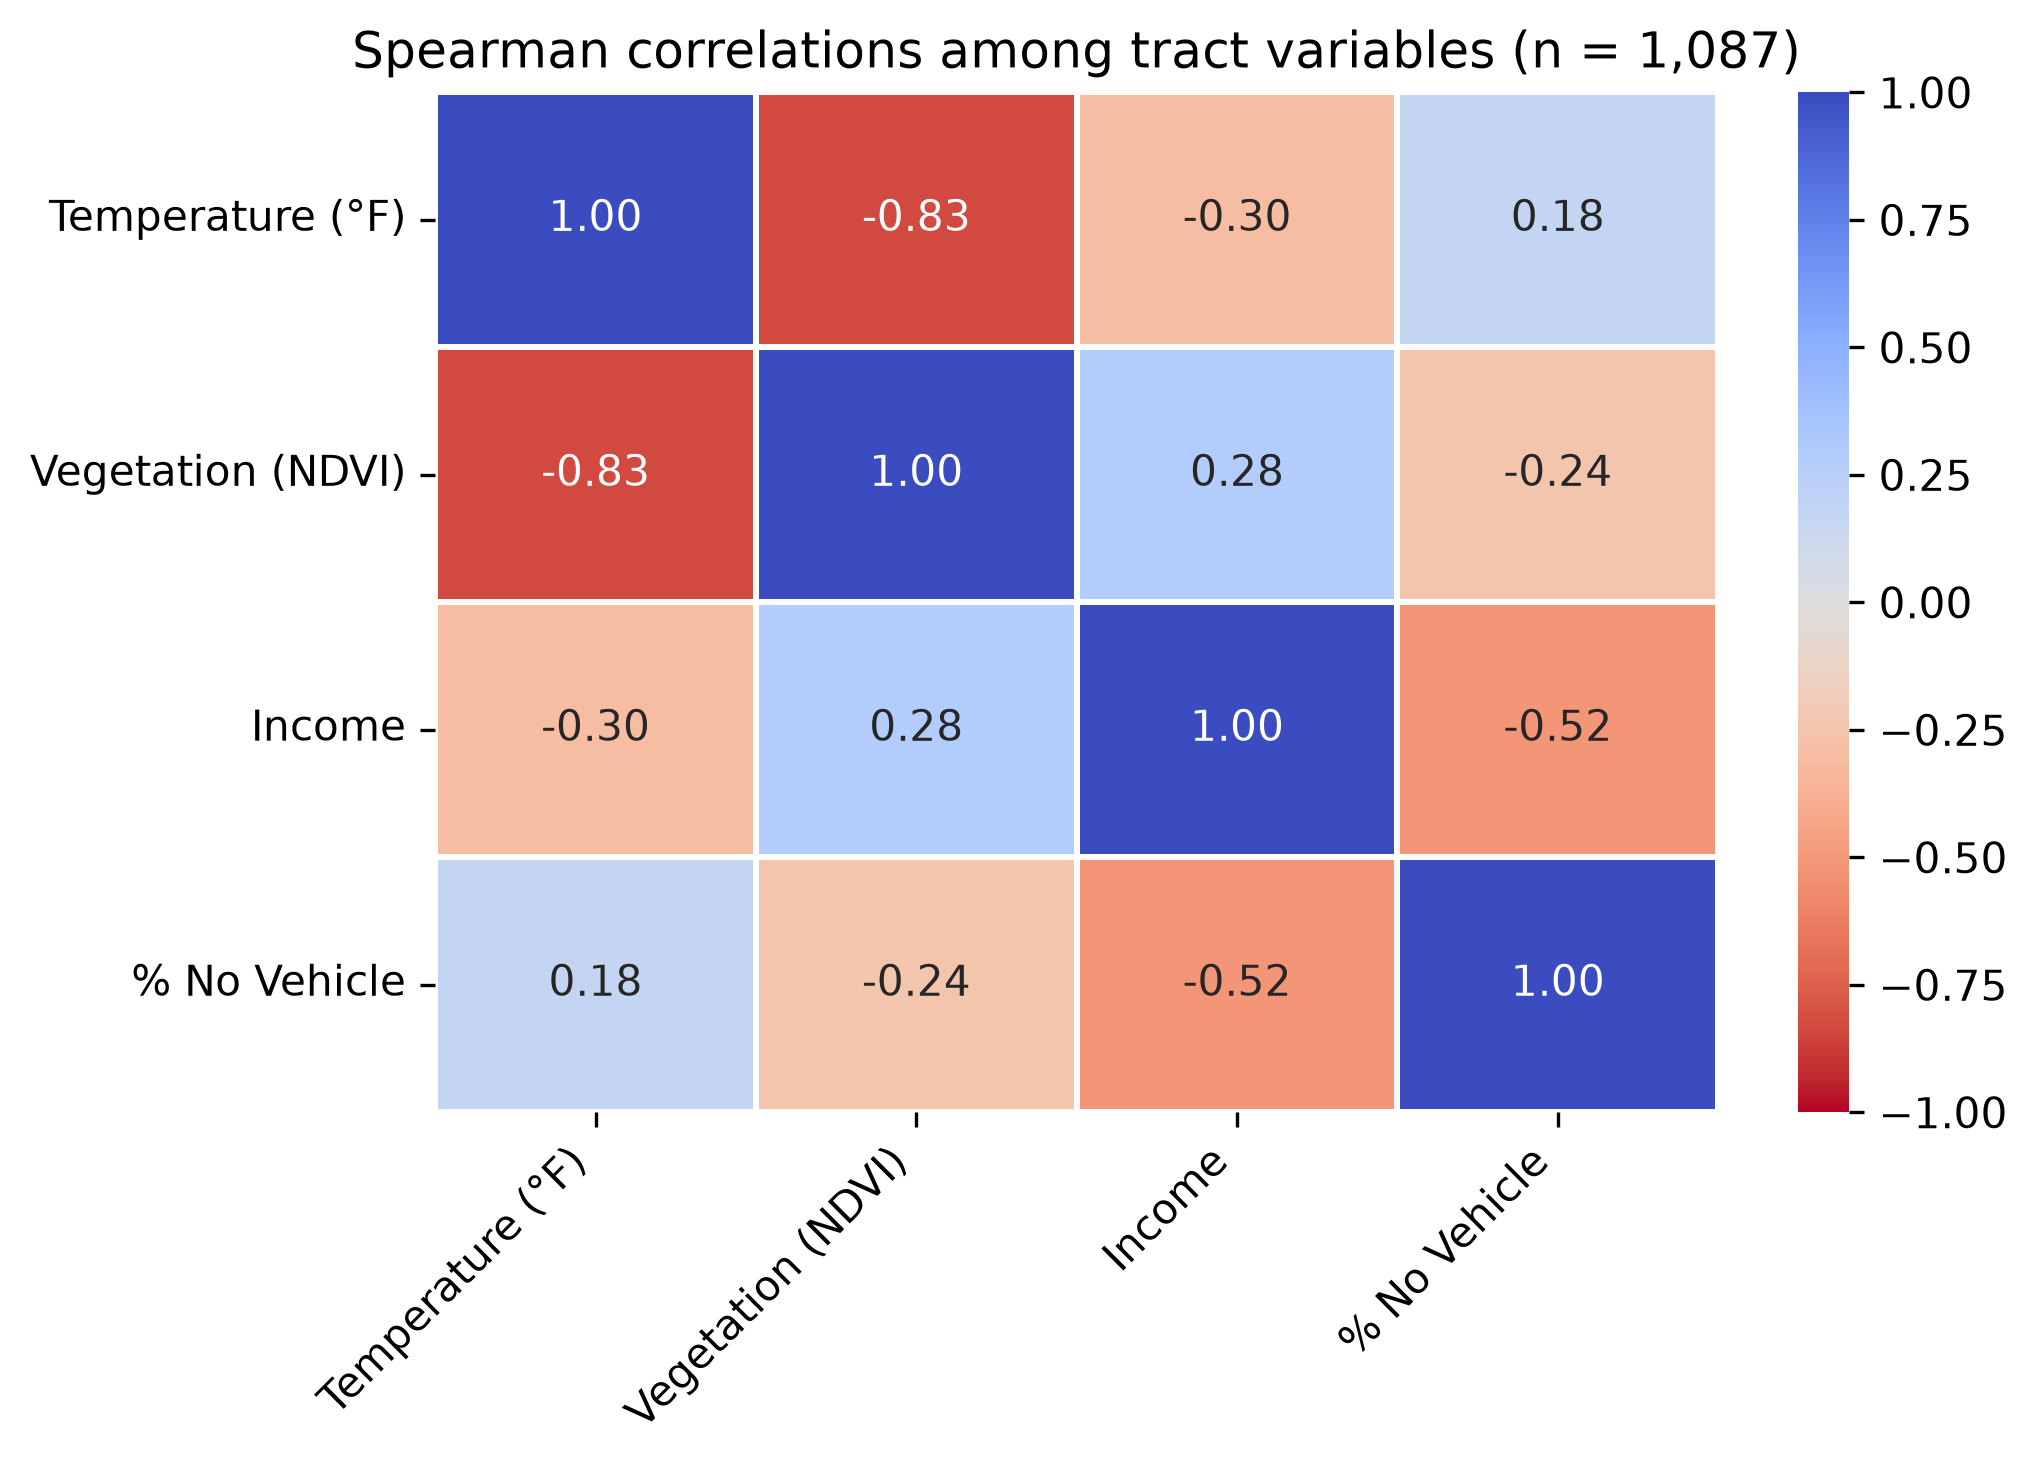 Spearman correlations among tract variables (n = 1,087)
Temperature (°F)
1.00
-0.83
-0.30
0.18
Vegetation (NDVI)
-0.83
1.00
0.28
-0.24
Income
-0.30
0.28
1.00
-0.52
% No Vehicle
0.18
-0.24
-0.52
1.00
Temperature (°F)
Vegetation (NDVI)
Income
% No Vehicle
1.00
0.75
0.50
0.25
0.00
−0.25
−0.50
−0.75
−1.00